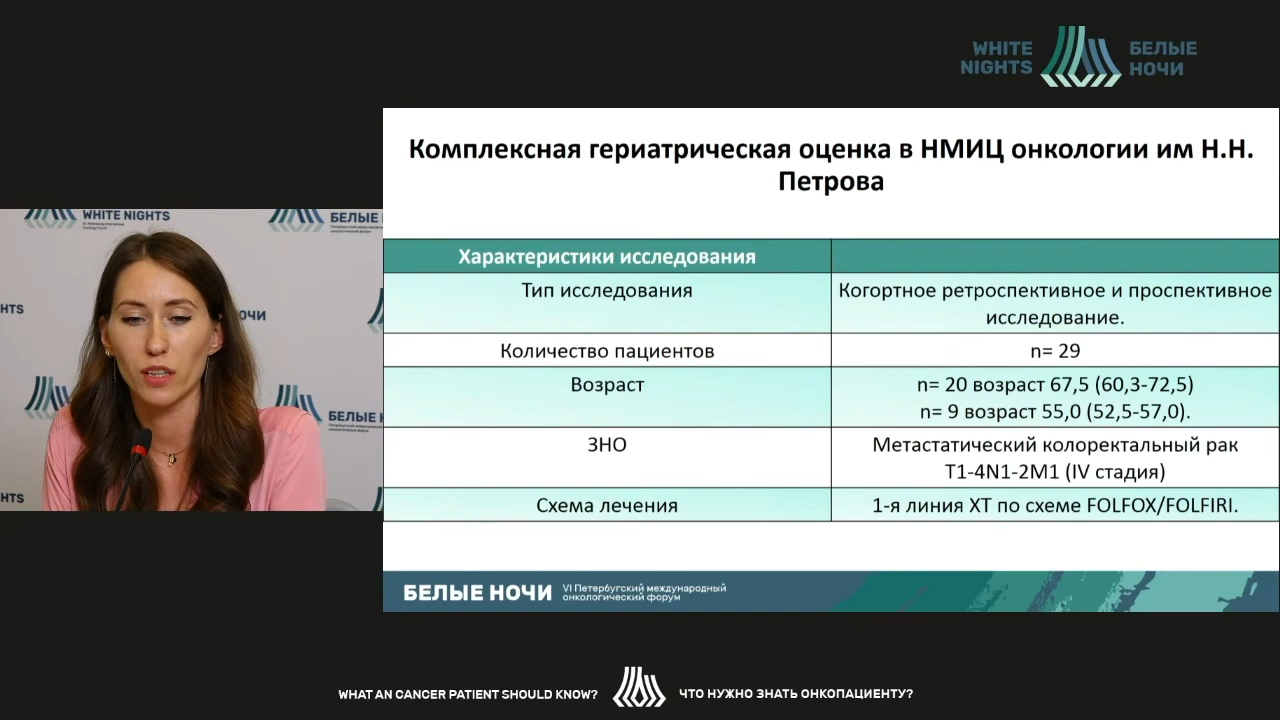 WHITE
NIGHTS
БЕЛЫЕ
НОЧИ
Комплексная гериатрическая оценка в НМИЦ онкологии им Н.Н.
Петрова
Характеристики исследования
Тип исследования
Когортное ретроспективное и проспективное
исследование.
Количество пациентов
n= 29
Возраст
n= 20 возраст 67,5 (60,3-72,5)
n= 9 возраст 55,0 (52,5-57,0).
ЗНО
Метастатический колоректальный рак
T1-4N1-2M1 (IV стадия)
Схема лечения
1-я линия ХТ по схеме FOLFOX/FOLFIRI.
WHITE NIGHTS
БЕЛЫЕ
HTS
ОЧИ
БЕЛЫЕ
HTS
БЕЛЫЕ НОЧИ
VI Петербургский международный
онкологический форум
WHAT AN CANCER PATIENT SHOULD KNOW?
ЧТО НУЖНО ЗНАТЬ ОНКОПАЦИЕНТУ?